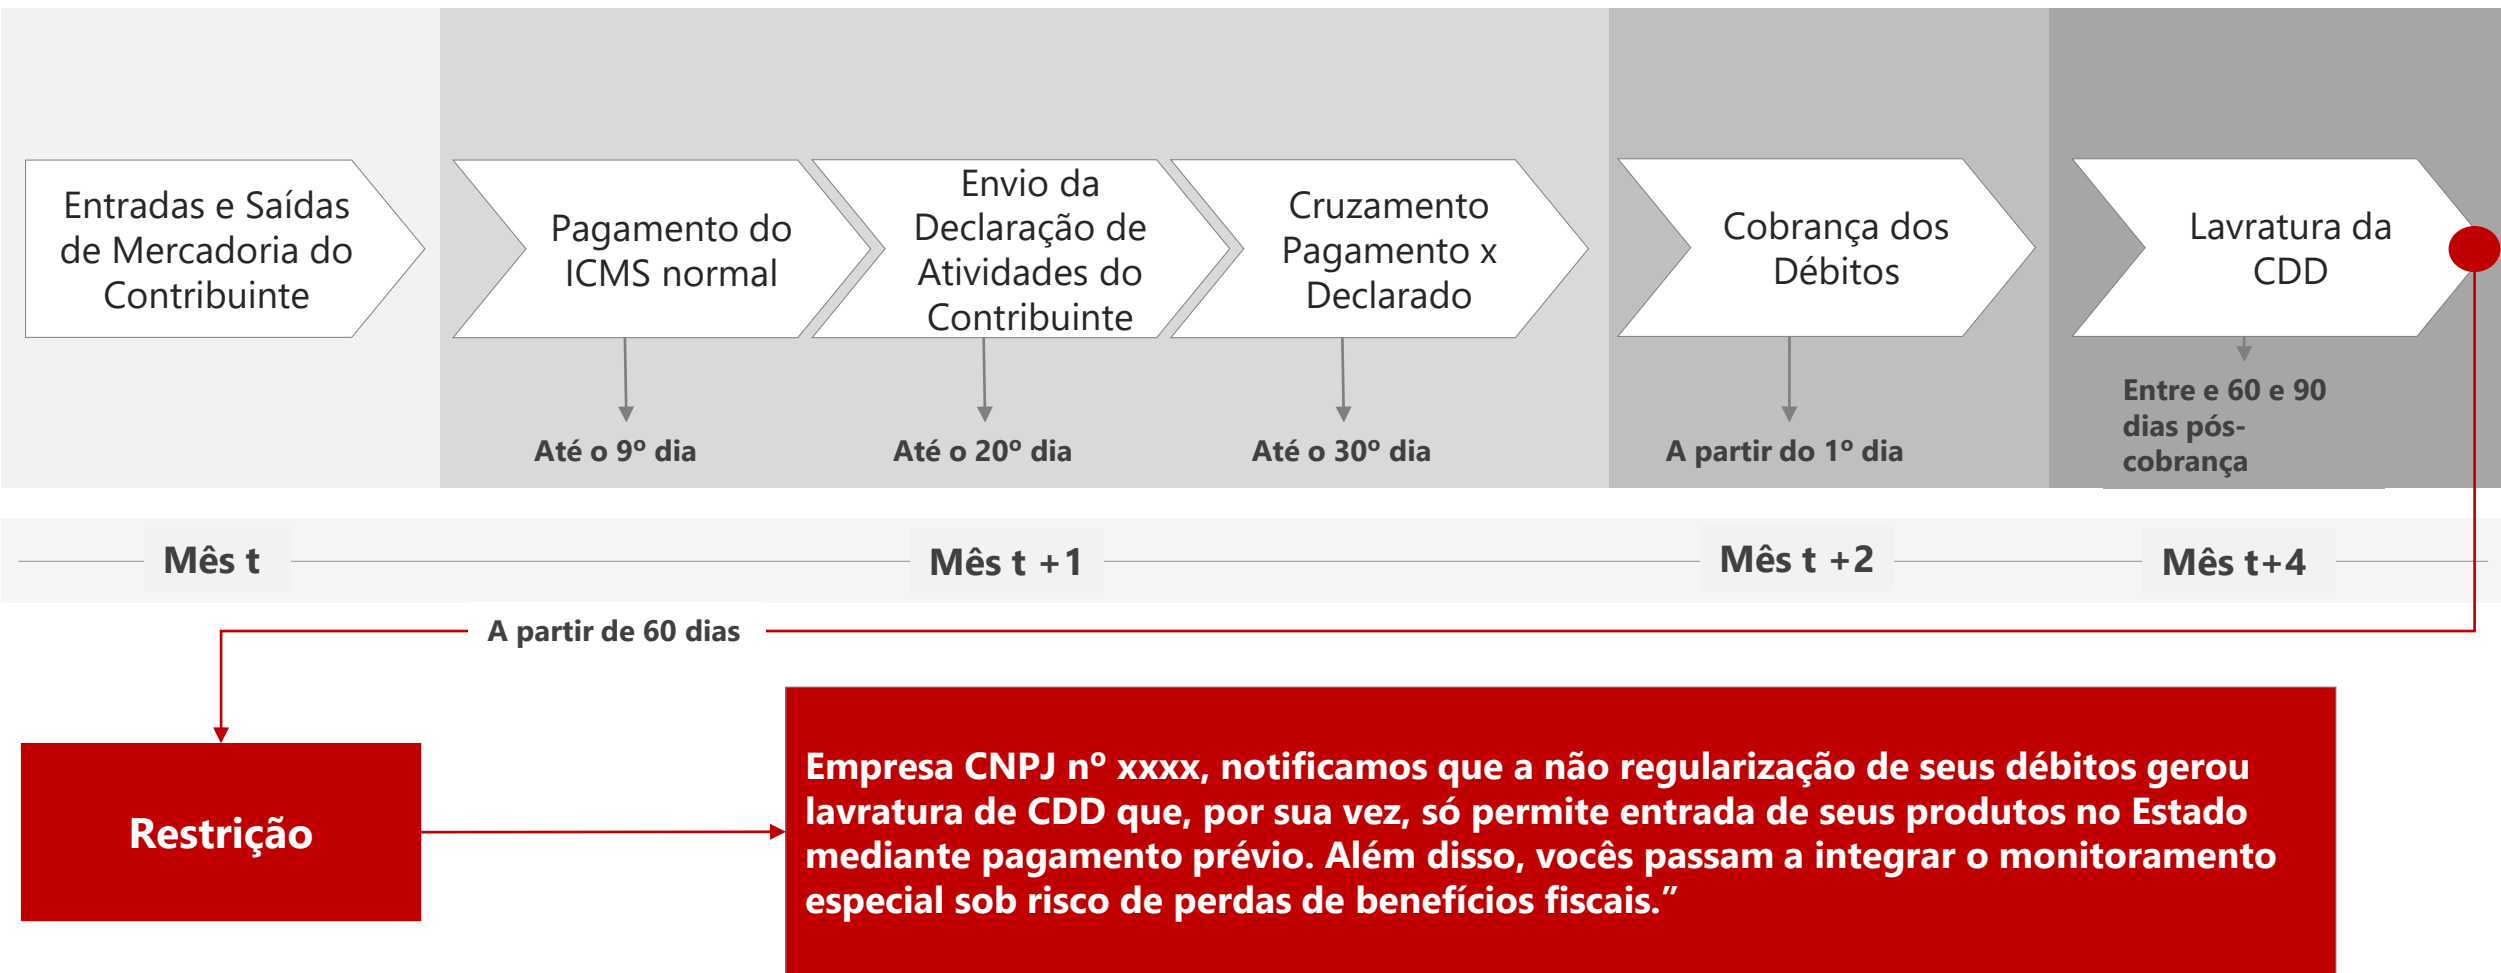 Entradas e Saídas
de Mercadoria do
Contribuinte
Pagamento do
ICMS normal
Envio da
Declaração de
Atividades do
Contribuinte
Cruzamento
Pagamento x
Declarado
Cobrança dos
Débitos
Lavratura da
CDD
Até o 9º dia
Até o 20º dia
Até o 30º dia
A partir do 1º dia
Entre e 60 e 90
dias pós-
cobrança
Mês t
Mês t +1
Mês t +2
Mês t+4
A partir de 60 dias
Restrição
Empresa CNPJ nº xxxx, notificamos que a não regularização de seus débitos gerou
lavratura de CDD que, por sua vez, só permite entrada de seus produtos no Estado
mediante pagamento prévio. Além disso, vocês passam a integrar o monitoramento
especial sob risco de perdas de benefícios fiscais.”